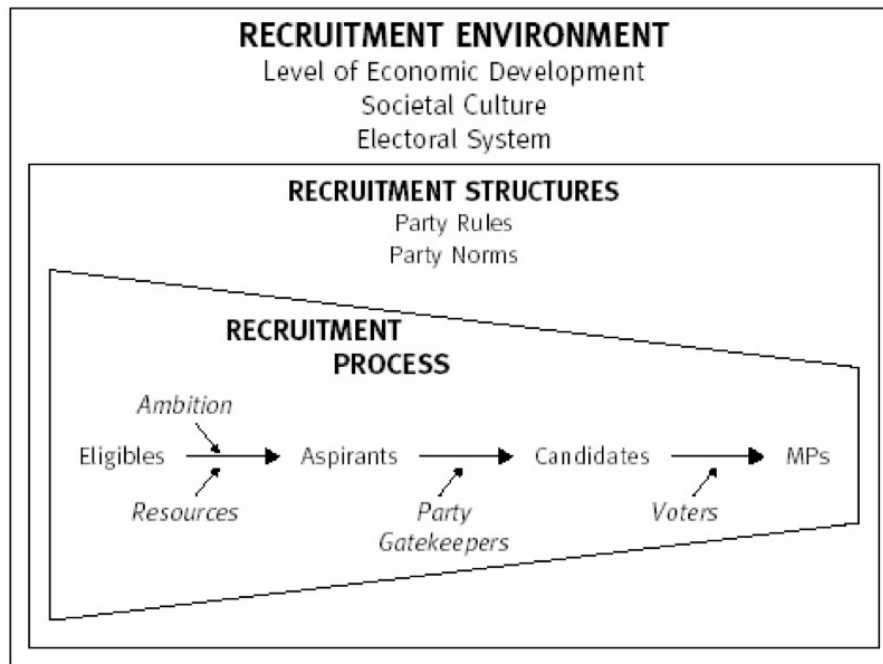 RECRUITMENT ENVIRONMENT
Level of Economic Development
Societal Culture
Electoral System
RECRUITMENT STRUCTURES
Party Rules
Party Norms
RECRUITMENT
PROCESS
Ambition
Eligibles Aspirants Candidates MPs
Resources Party Voters
Gatekeepers